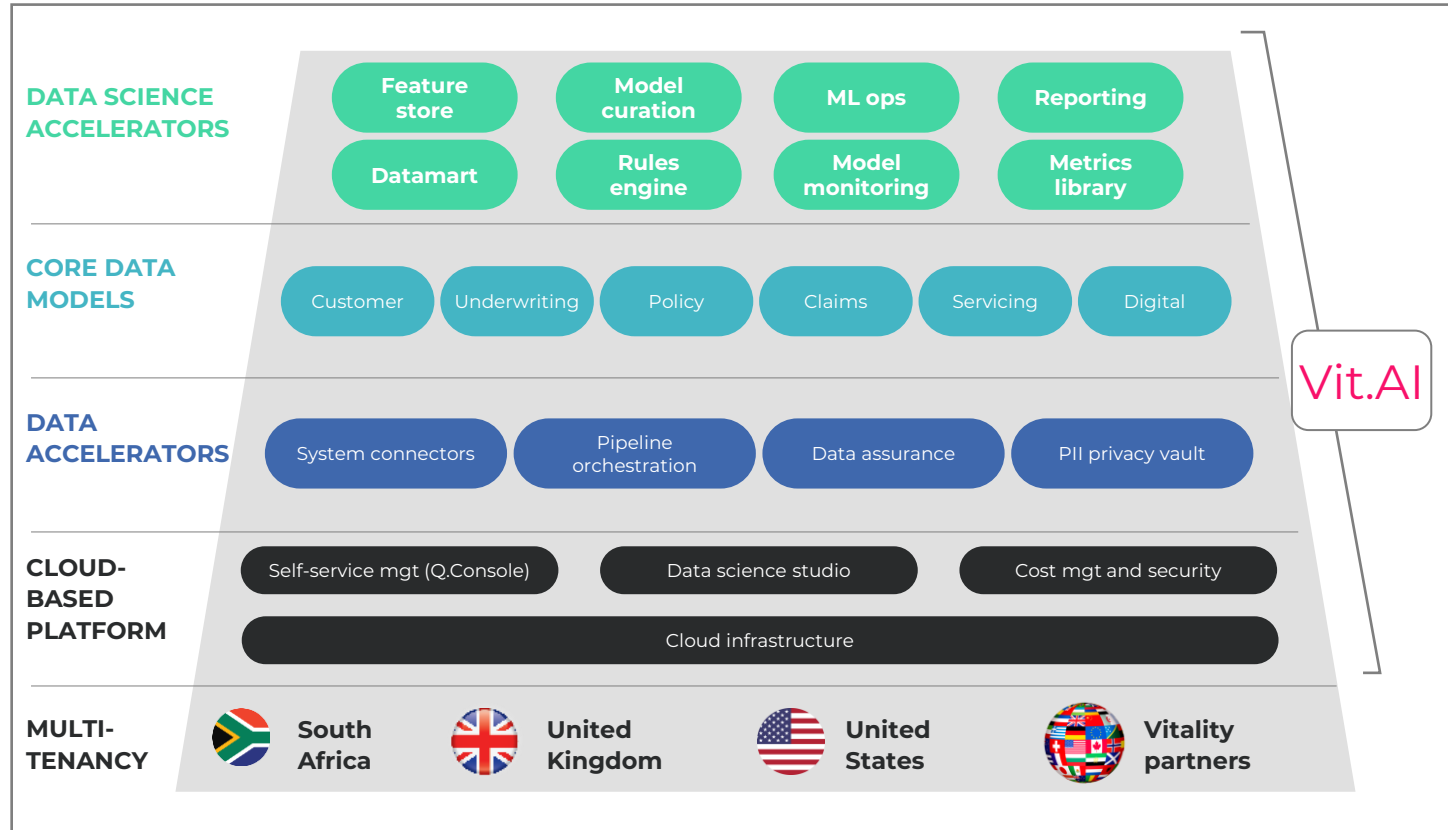 DATA SCIENCE
ACCELERATORS
Feature
store
Model
curation
ML ops
Reporting
Datamart
Rules
engine
Model
monitoring
Metrics
library
CORE DATA
MODELS
Customer
Underwriting
Policy
Claims
Servicing
Digital
Vit.AI
DATA
ACCELERATORS
System connectors
Pipeline
orchestration
Data assurance
PII privacy vault
CLOUD-
BASED
PLATFORM
Self-service mgt (Q.Console)
Data science studio
Cost mgt and security
Cloud infrastructure
MULTI-
TENANCY
South
Africa
United
Kingdom
United
States
Vitality
partners